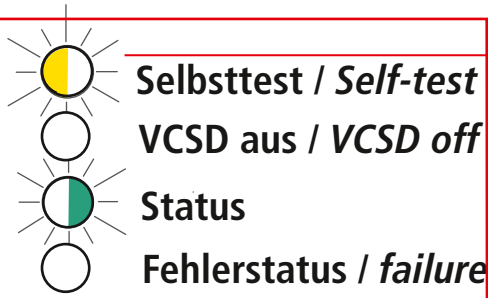 Selbsttest / Self-test
VCSD aus / VCSD off
Status
Fehlerstatus / failure